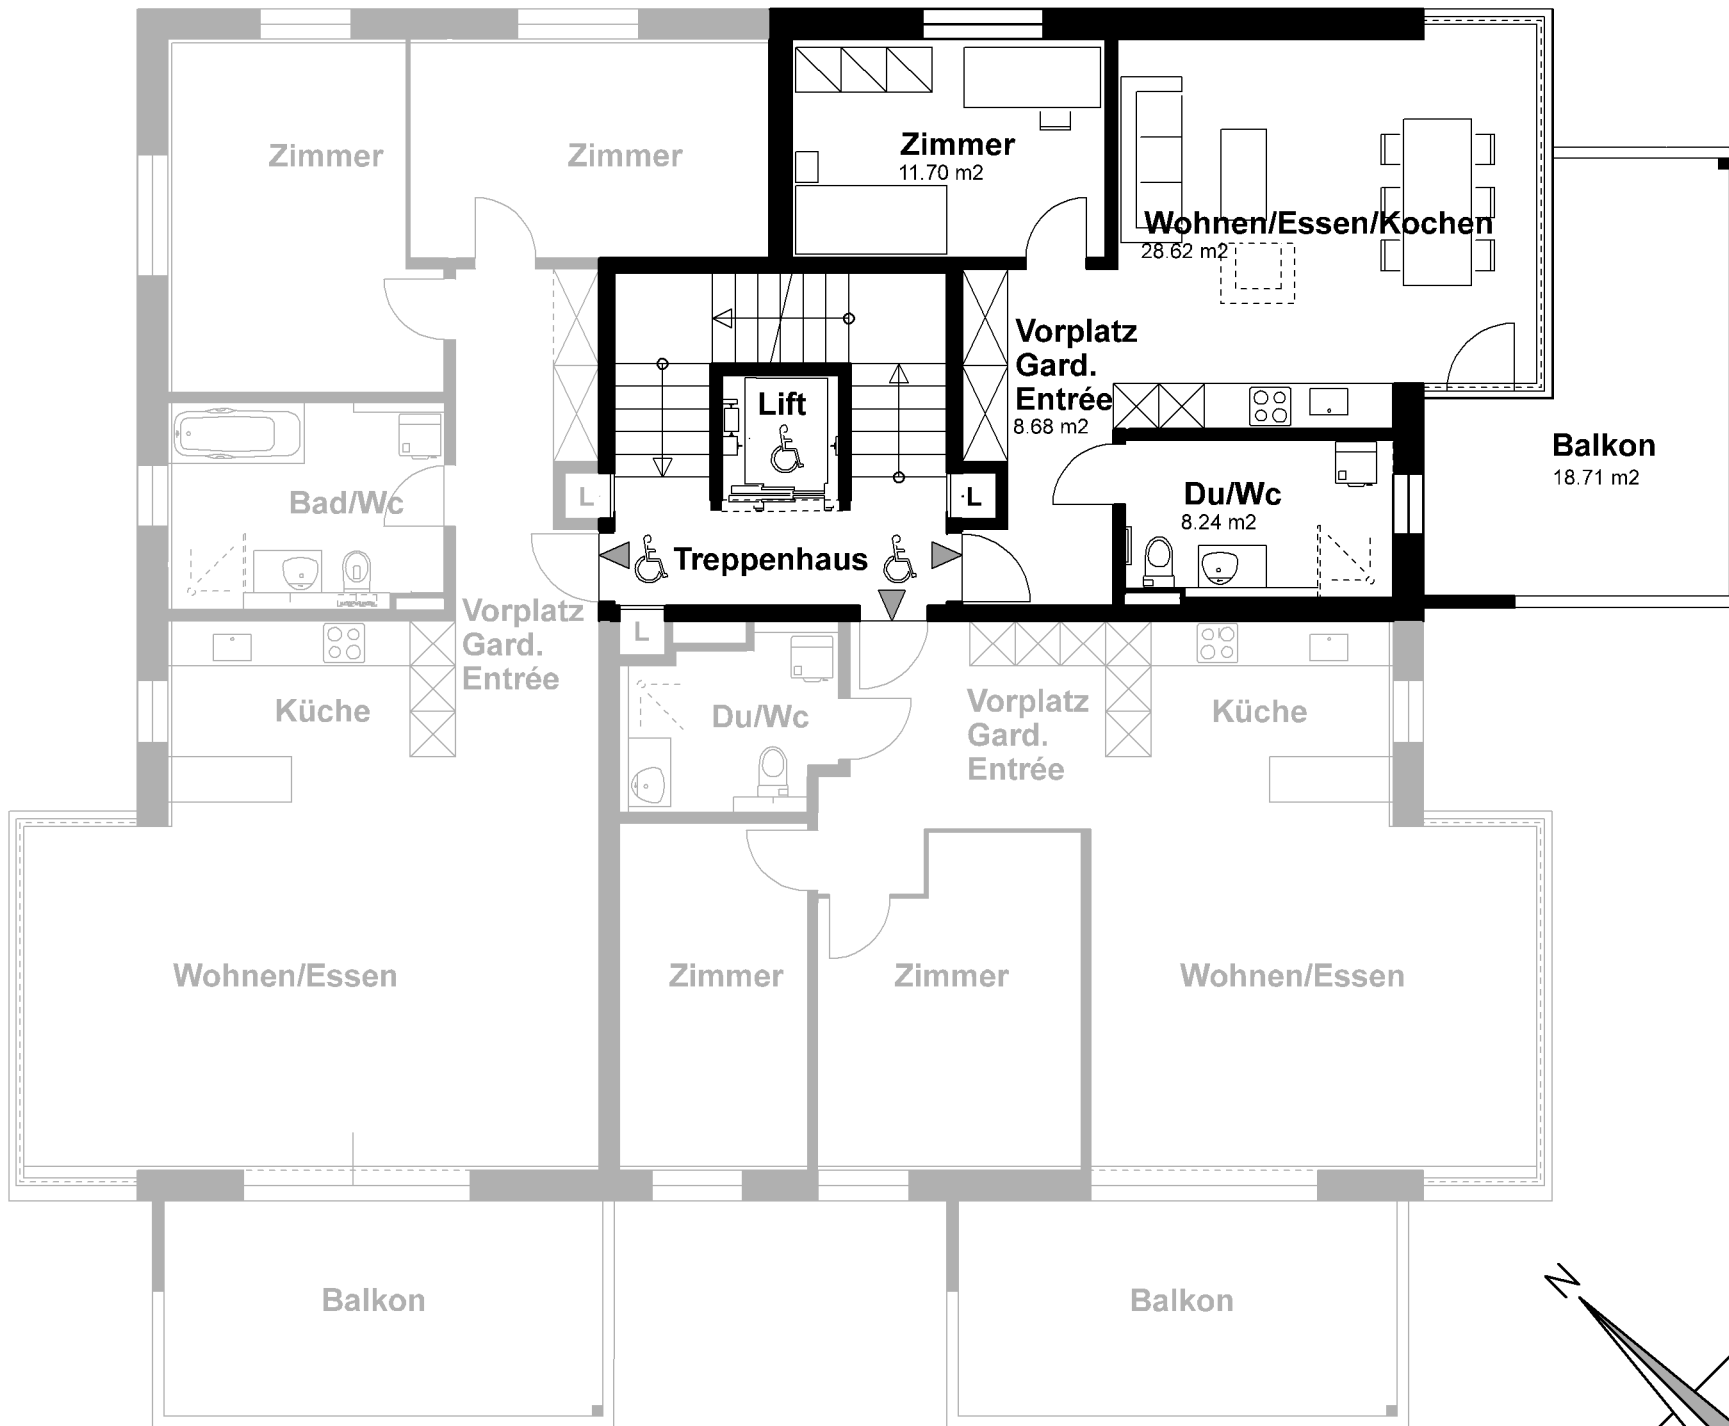 Zimmer
Zimmer
Zimmer
11.70 m2
Wohnen/Essen/Kochen
28.62 m2
Vorplatz
Gard.
Entrée
8.68 m2
Lift
Balkon
18.71 m2
Bad/Wc
L
L
Du/Wc
8.24 m2
Treppenhaus
Vorplatz
Gard.
Entrée
L
Küche
Du/Wc
Vorplatz
Gard.
Entrée
Küche
Wohnen/Essen
Zimmer
Zimmer
Wohnen/Essen
Balkon
Balkon
N